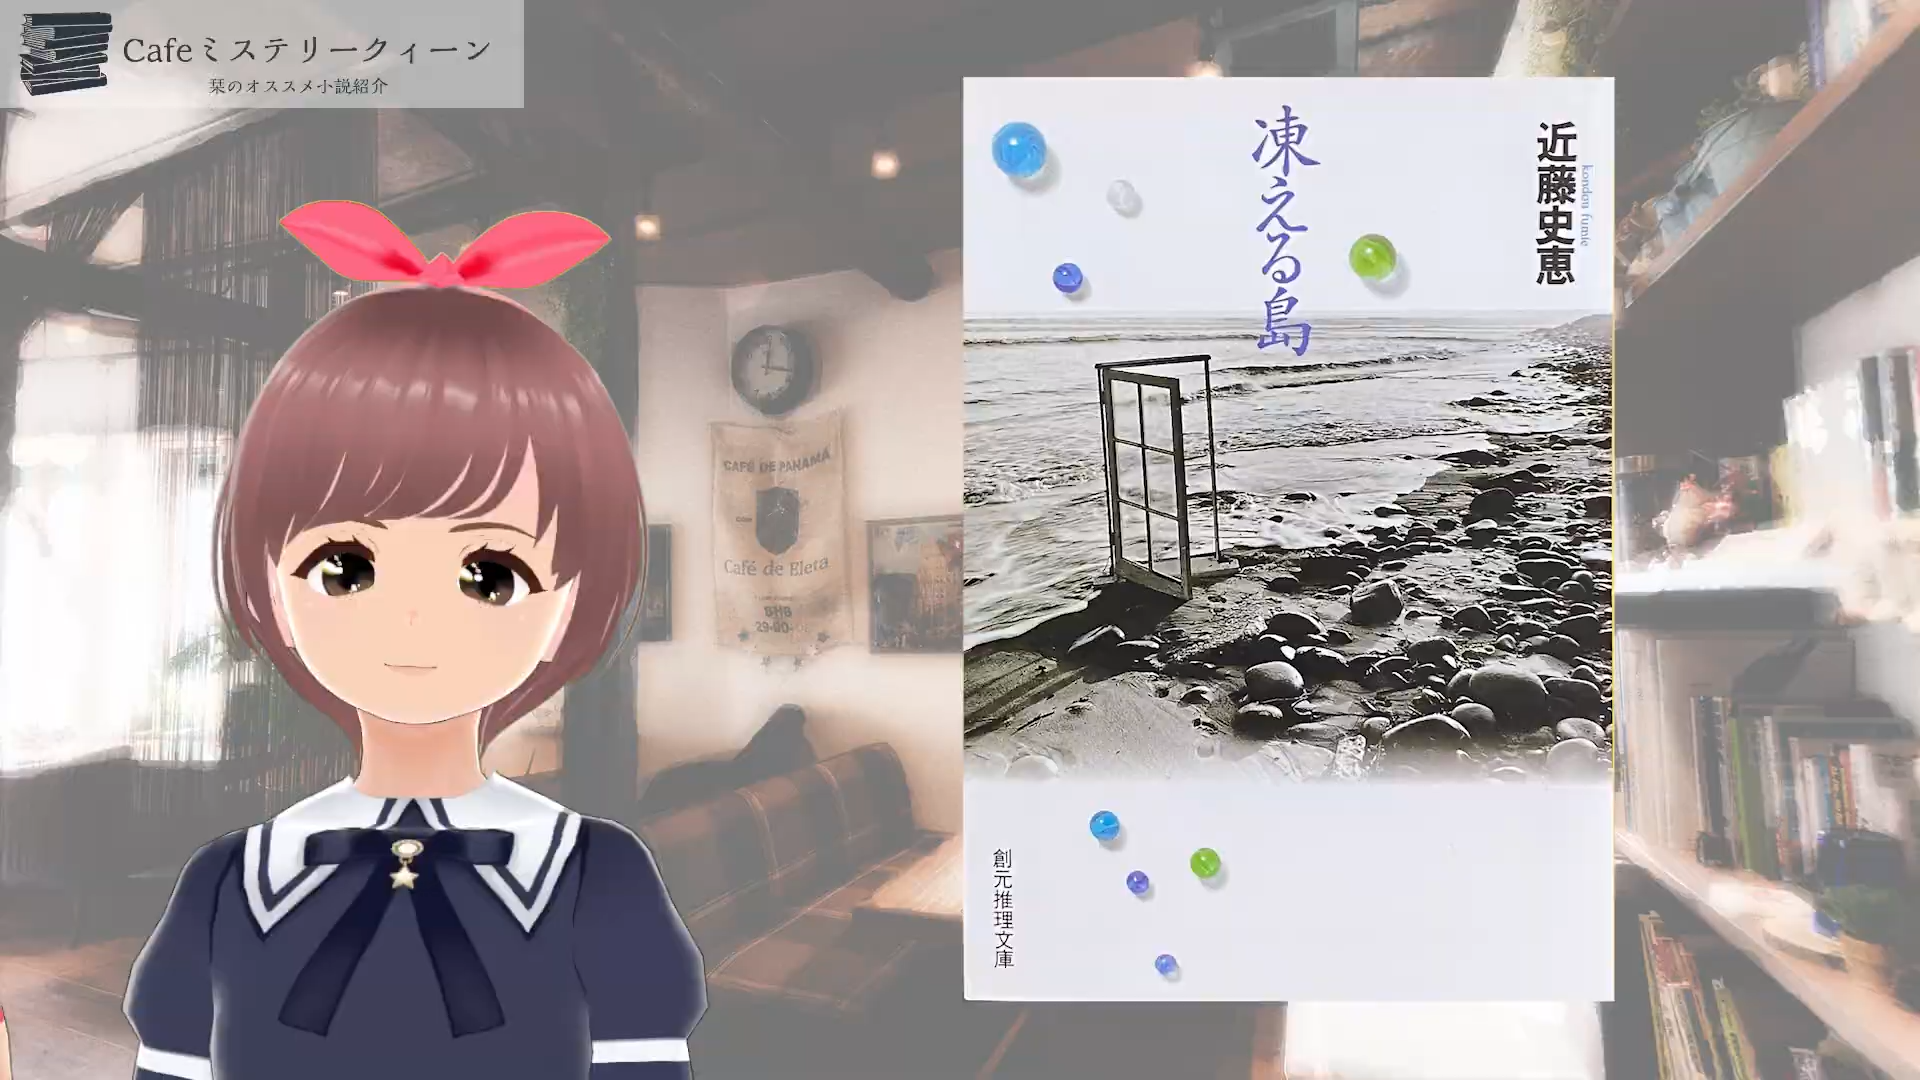 Cafeミステリークィーン
栞のオススメ小説紹介
近藤史恵
kondou fumie
凍える島
創元推理文庫
CAFÉ DE PANAMÁ
Café de Eleta
SHB